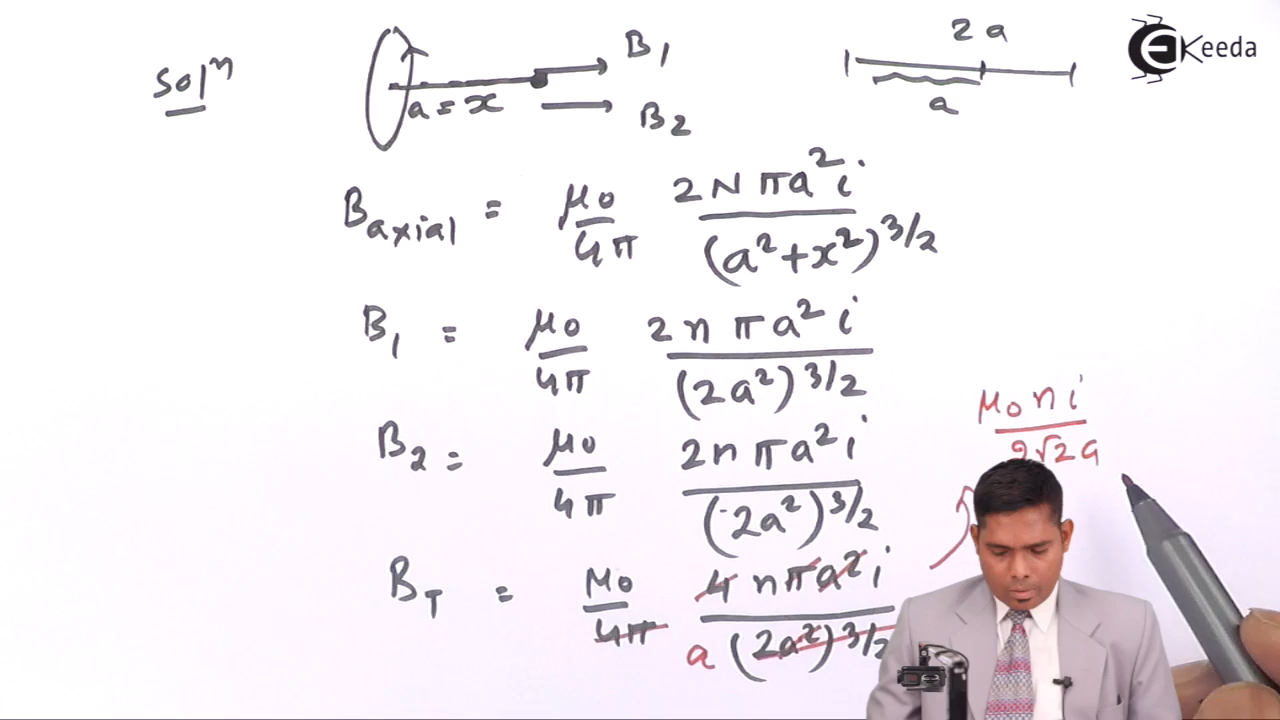 Solⁿ
B₁
2a
Keeda
a = x
B₂
a
B_axial = μ₀/4π 2Nπa²i/(a²+x²)^3/2
B₁ = μ₀/4π 2nπa²i/(2a²)^3/2
μ₀ni/2√2a
B₂ = μ₀/4π 2nπa²i/(2a²)^3/2
B_T = μ₀/4π 4nπa²i/a(2a²)^3/2